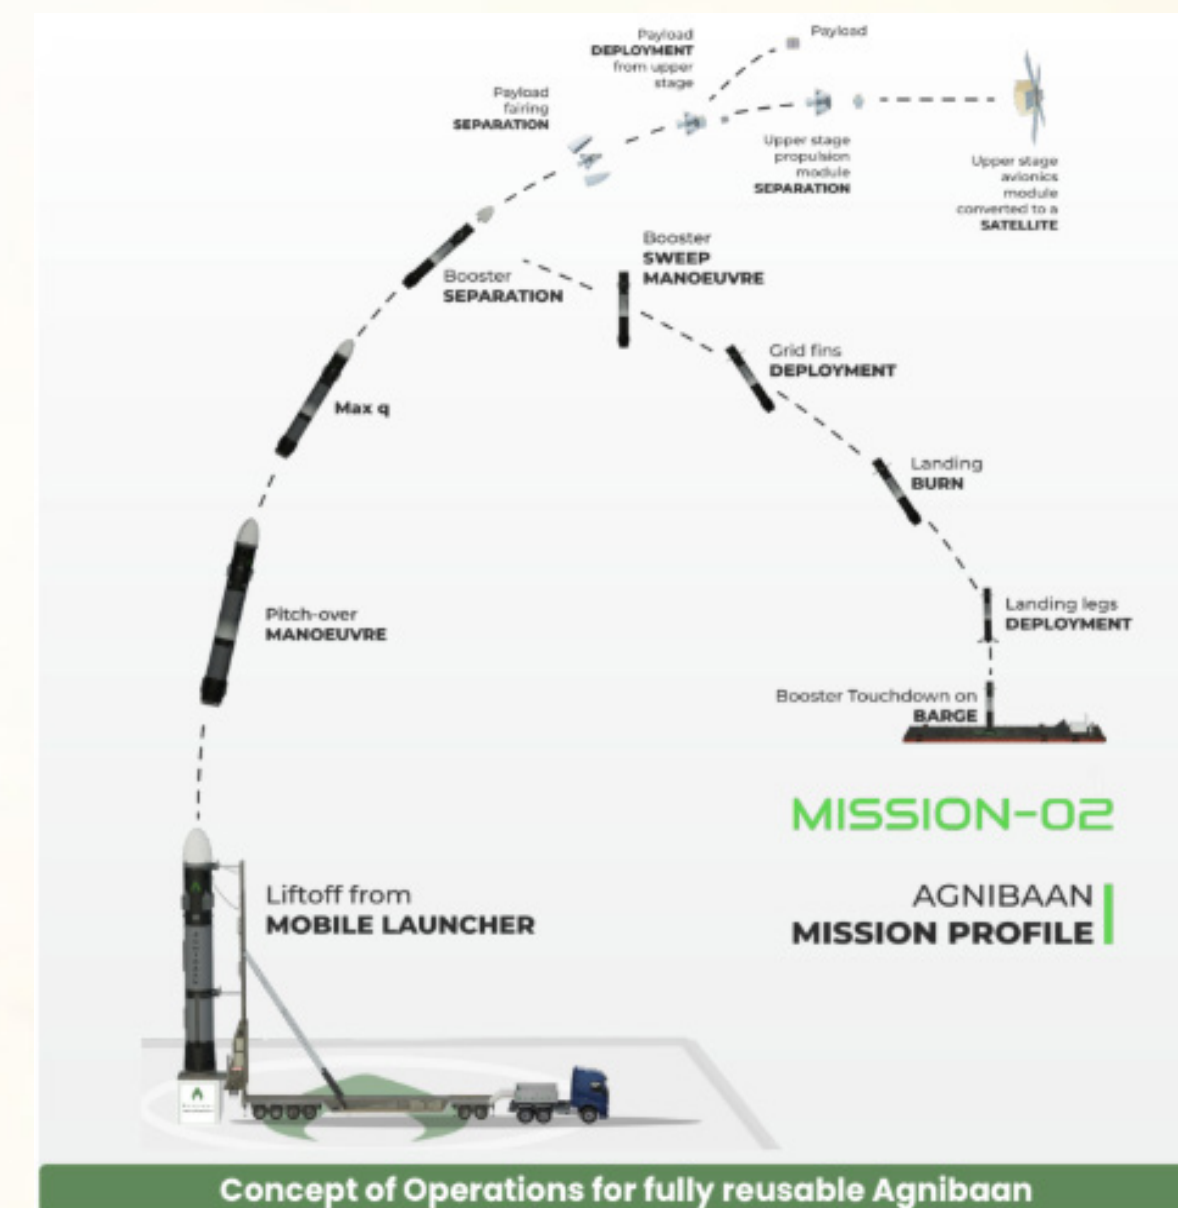 Payload
DEPLOYMENT
from upper
stage
Payload
Payload
fairing
SEPARATION
Upper stage
propulsion
module
SEPARATION
Upper stage
avionics
module
converted to a
SATELLITE
Booster
SEPARATION
Booster
SWEEP
MANOEUVRE
Grid fins
DEPLOYMENT
Max q
Landing
BURN
Pitch-over
MANOEUVRE
Landing legs
DEPLOYMENT
Booster Touchdown on
BARGE
MISSION-02
AGNIBAAN
MISSION PROFILE
Liftoff from
MOBILE LAUNCHER
Concept of Operations for fully reusable Agnibaan